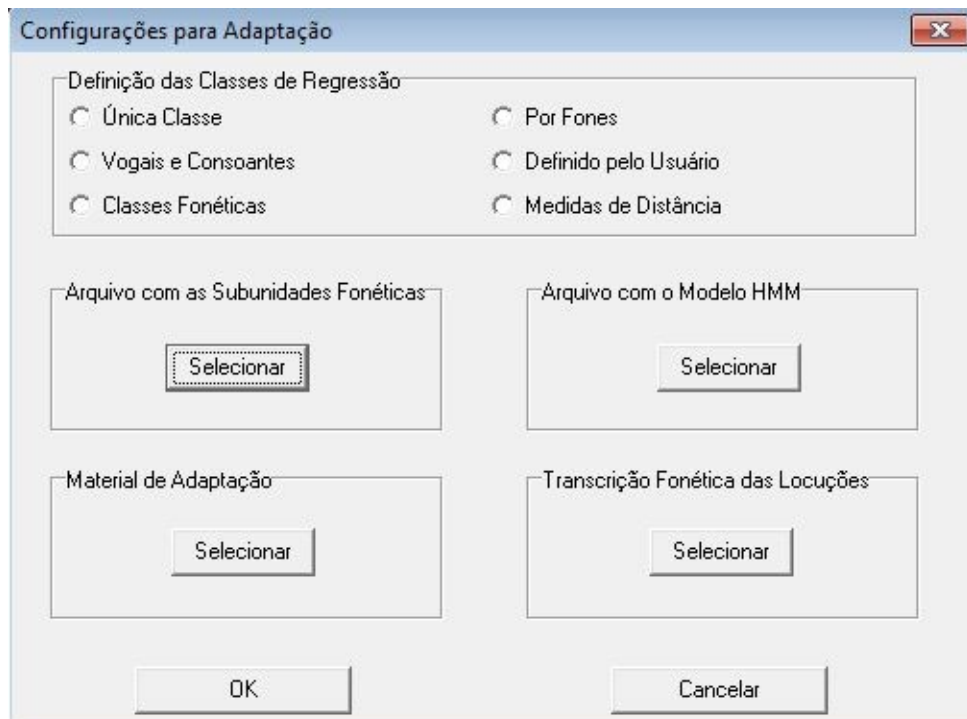 Configurações para Adaptação
Definição das Classes de Regressão
Única Classe
Por Fones
Vogais e Consoantes
Definido pelo Usuário
Classes Fonéticas
Medidas de Distância
Arquivo com as Subunidades Fonéticas
Selecionar
Arquivo com o Modelo HMM
Selecionar
Material de Adaptação
Selecionar
Transcrição Fonética das Locuções
Selecionar
OK
Cancelar